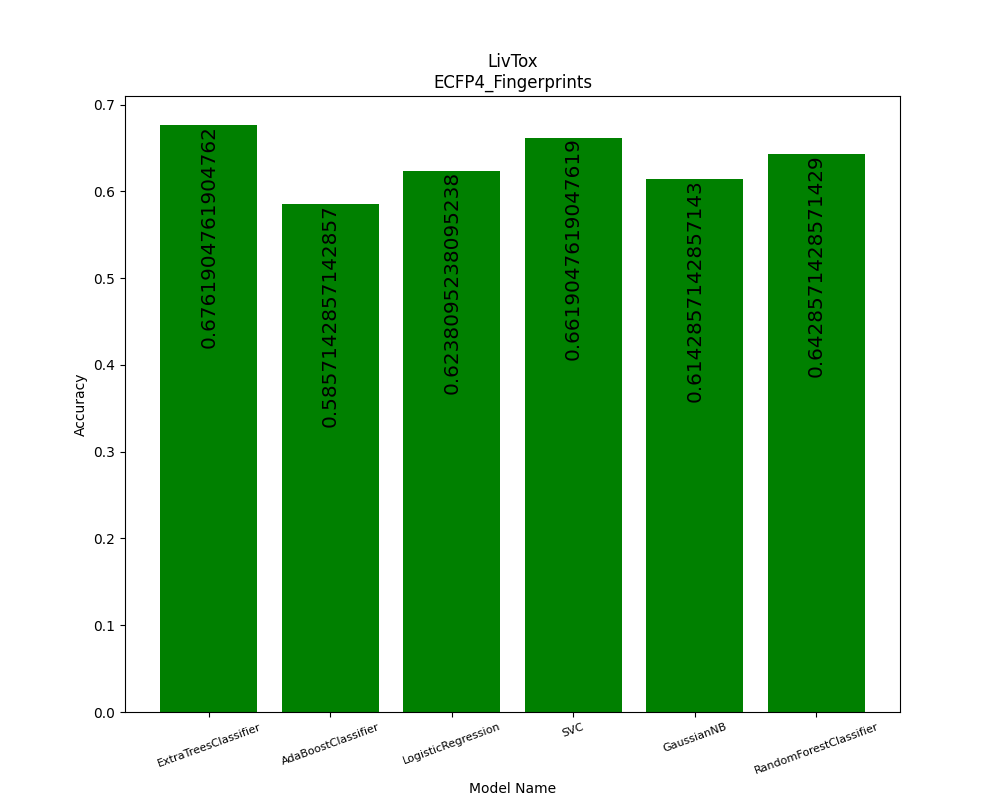 LivTox
ECFP4_Fingerprints
0.7
0.6
0.5
0.4
0.3
0.2
0.1
0.0
Accuracy
0.6761904761904762
0.5857142857142857
0.6238095238095238
0.6619047619047619
0.6142857142857143
0.6428571428571429
ExtraTreesClassifier
AdaBoostClassifier
LogisticRegression
SVC
GaussianNB
RandomForestClassifier
Model Name